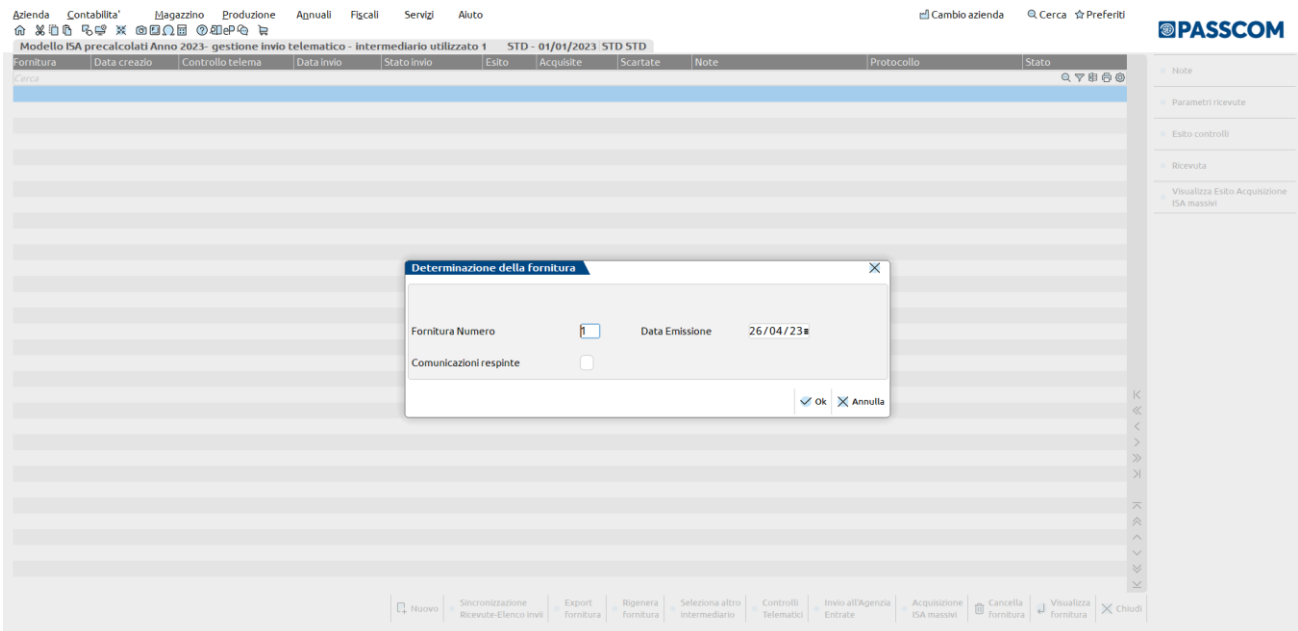 Azienda Contabilita' Magazzino Produzione Annuali Fiscali Servizi Aiuto Cambio azienda Cerca Preferiti
PASSCOM
Modello ISA precalcolati Anno 2023- gestione invio telematico - intermediario utilizzato 1 STD - 01/01/2023 STD STD
Fornitura Data creazio Controllo telema Data invio Stato invio Esito Acquisite Scartate Note Protocollo Stato
Cerca
Note
Parametri ricevute
Esito controlli
Ricevuta
Visualizza Esito Acquisizione
ISA massivi
Determinazione della fornitura
Fornitura Numero 1 Data Emissione 26/04/23
Comunicazioni respinte
Ok Annulla
Nuovo
Sincronizzazione
Ricevute-Elenco invii
Export
fornitura
Rigenera
fornitura
Seleziona altro
intermediario
Controlli
Telematici
Invio all'Agenzia
Entrate
Acquisizione
ISA massivi
Cancella
fornitura
Visualizza
fornitura
Chiudi